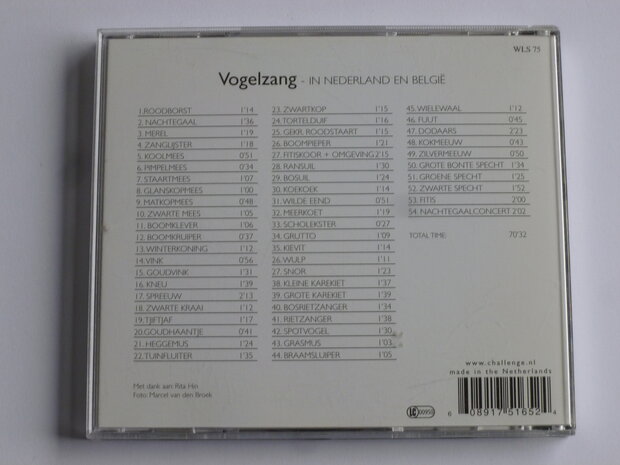 WLS 75
Vogelzang - IN NEDERLAND EN BELGIË
1.ROODBORST 1'14
2. NACHTEGAAL 1'36
3. MEREL 1'19
4. ZANGLIJSTER 1'18
5. KOOLMEES 0'51
6. PIMPELMEES 0'34
7. STAARTMEES 1'07
8. GLANSKOPMEES 1'00
9. MATKOPMEES 0'48
10. ZWARTE MEES 1'05
11. BOOMKLEVER 1'06
12. BOOMKRUIPER 0'37
13. WINTERKONING 1'12
14. VINK 0'56
15. GOUDVINK 1'31
16. KNEU 1'39
17. SPREEUW 2'13
18. ZWARTE KRAAI 1'12
19. TJIFTJAF 1'17
20.GOUDHAANTJE 0'41
21. HEGGEMUS 1'24
22.TUINFLUITER 1'35
23. ZWARTKOP 1'15
24. TORTELDUIF 1'16
25. GEKR. ROODSTAART 1'15
26. BOOMPIEPER 1'21
27. FITISKOOR + OMGEVING 2'15
28. RANSUIL 1'30
29. BOSUIL 1'24
30. KOEKOEK 1'14
31. WILDE EEND 0'51
32. MEERKOET 1'19
33. SCHOLEKSTER 0'27
34. GRUTTO 1'09
35. KIEVIT 1'14
26. WULP 1'11
27. SNOR 1'23
38. KLEINE KAREKIET 1'37
39. GROTE KAREKIET 1'39
40. BOSRIETZANGER 1'38
41. RIETZANGER 1'38
42. SPOTVOGEL 1'30
43. GRASMUS 1'03
44. BRAAMSLUIPER 1'05
45. WIELEWAAL 1'12
46. FUUT 0'45
47. DODAARS 2'23
48. KOKMEEUW 0'41
49. ZILVERMEEUW 0'50
50. GROTE BONTE SPECHT 1'34
51. GROENE SPECHT 1'25
52. ZWARTE SPECHT 1'52
53. FITIS 2'00
54. NACHTEGAALCONCERT 2'02
TOTAL TIME: 70'32
Met dank aan: Rita Hin
Foto: Marcel van den Broek
www.challenge.nl
made in the Netherlands
LC 00950
6 08917 51652 4